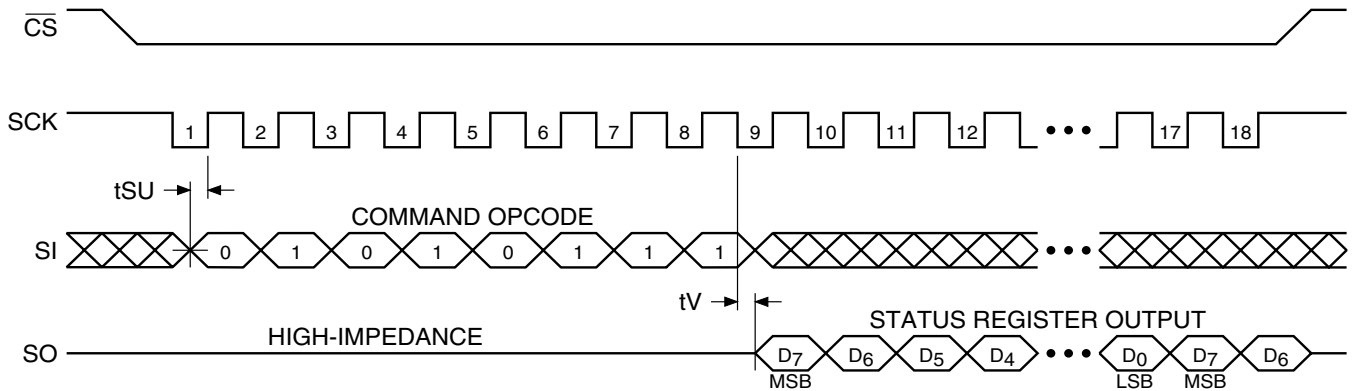 CS
SCK 1 2 3 4 5 6 7 8 9 10 11 12 ••• 17 18
tSU
COMMAND OPCODE
SI 0 1 0 1 0 1 1 1 •••
tV
HIGH-IMPEDANCE STATUS REGISTER OUTPUT
SO D7 D6 D5 D4 ••• D0 D7 D6
MSB LSB MSB